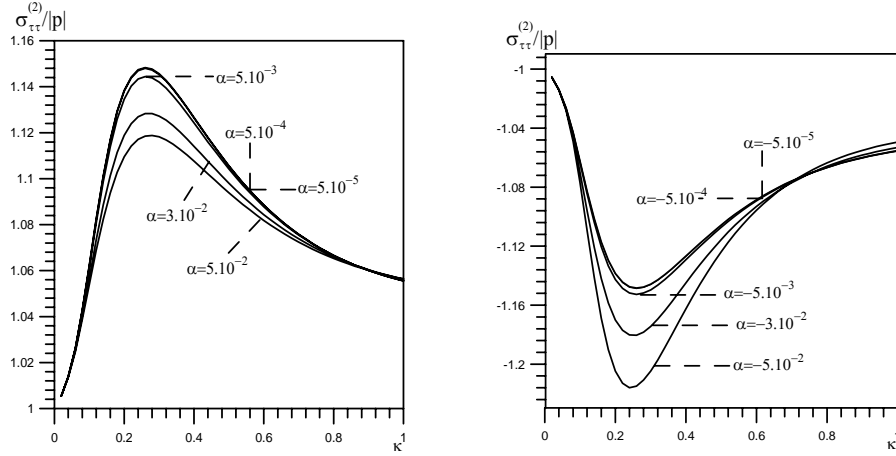 σ_ττ^(2)/|p|
1.16
1.14
1.12
1.1
1.08
1.06
1.04
1.02
1
0
0.2
0.4
0.6
0.8
1
κ
α=5.10^−3
α=5.10^−4
α=5.10^−5
α=3.10^−2
α=5.10^−2
σ_ττ^(2)/|p|
-1
-1.04
-1.08
-1.12
-1.16
-1.2
0
0.2
0.4
0.6
0.8
1
κ
α=−5.10^−5
α=−5.10^−4
α=−5.10^−3
α=−3.10^−2
α=−5.10^−2